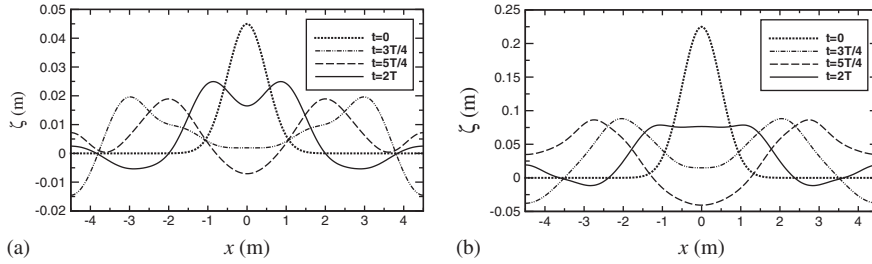 0.05
0.04
0.03
0.02
0.01
0
-0.01
0.02
ζ (m)
t=0
t=3T/4
t=5T/4
t=2T
-4 -3 -2 -1 0 1 2 3 4
(a) x (m)
0.25
0.2
0.15
0.1
0.05
0
-0.05
ζ (m)
t=0
t=3T/4
t=5T/4
t=2T
-4 -3 -2 -1 0 1 2 3 4
(b) x (m)